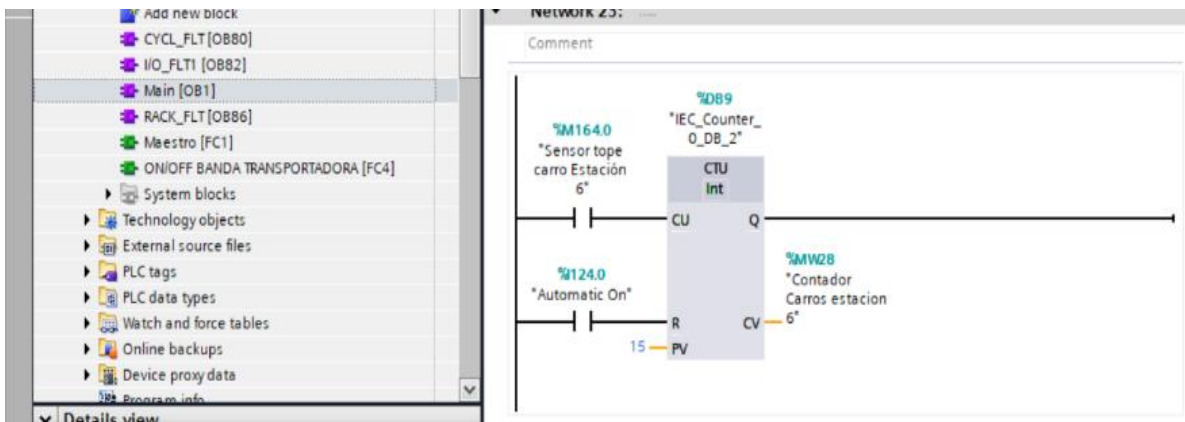 Add new block
CYCL_FLT [OB80]
I/O_FLT1 [OB82]
Main [OB1]
RACK_FLT [OB86]
Maestro [FC1]
ON/OFF BANDA TRANSPORTADORA [FC4]
System blocks
Technology objects
External source files
PLC tags
PLC data types
Watch and force tables
Online backups
Device proxy data
Program info
Details view
Network 23: .....
Comment
%DB9
"IEC_Counter_
0_DB_2"
%M164.0
"Sensor tope
carro Estación
6"
CTU
Int
CU Q
%MW28
"Contador
Carros estacion
6"
%I124.0
"Automatic On"
R CV
15 PV